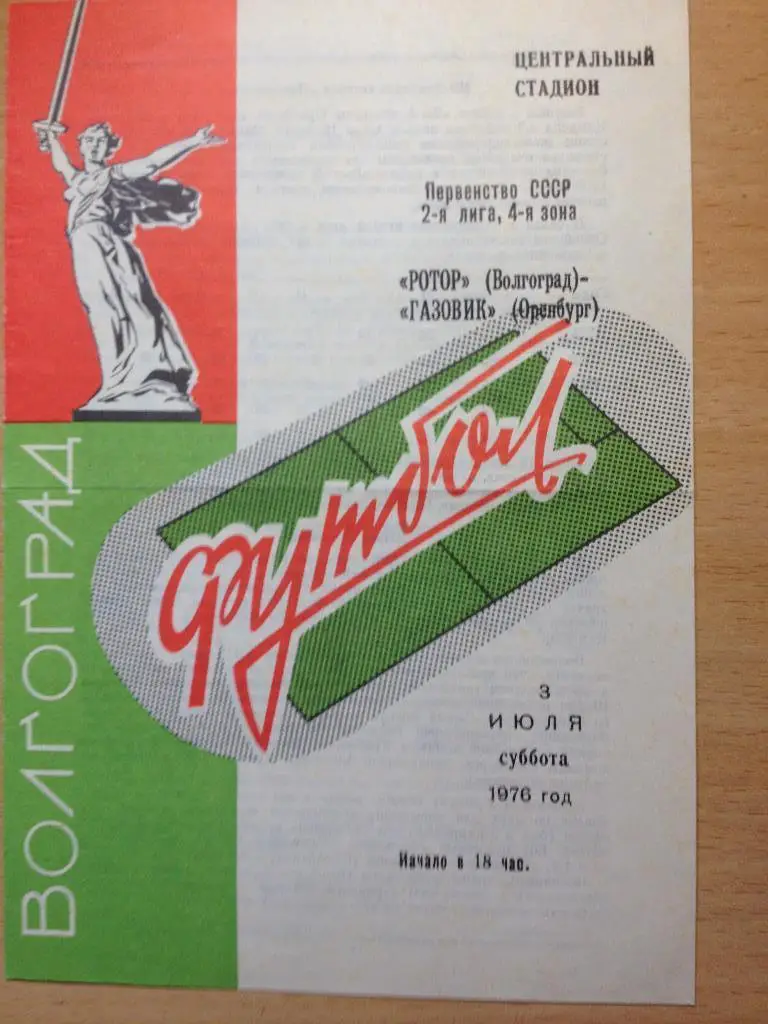 ЦЕНТРАЛЬНЫЙ
СТАДИОН
Первенство СССР
2-я лига, 4-я зона
«РОТОР» (Волгоград)-
«ГАЗОВИК» (Оренбург)
Футбол
ВОЛГОГРАД
3
ИЮЛЯ
суббота
1976 год
Начало в 18 час.